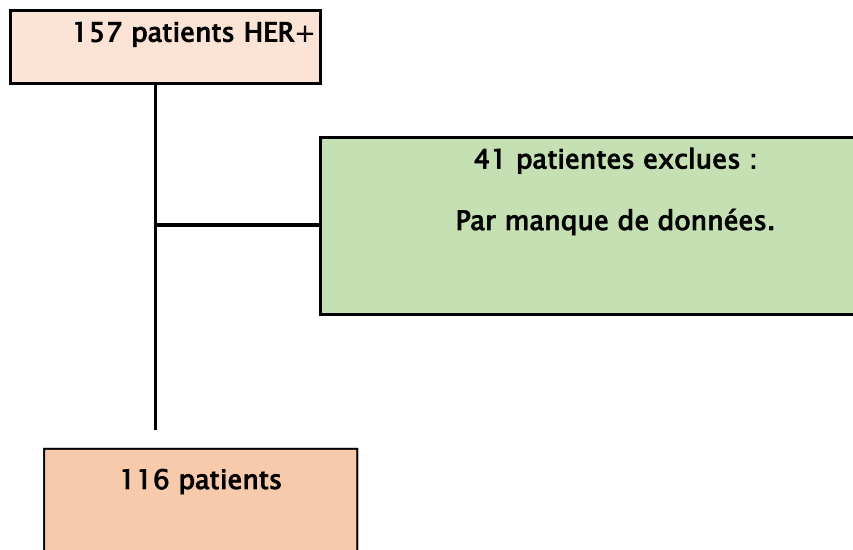 157 patients HER+
41 patientes exclues :
Par manque de données.
116 patients